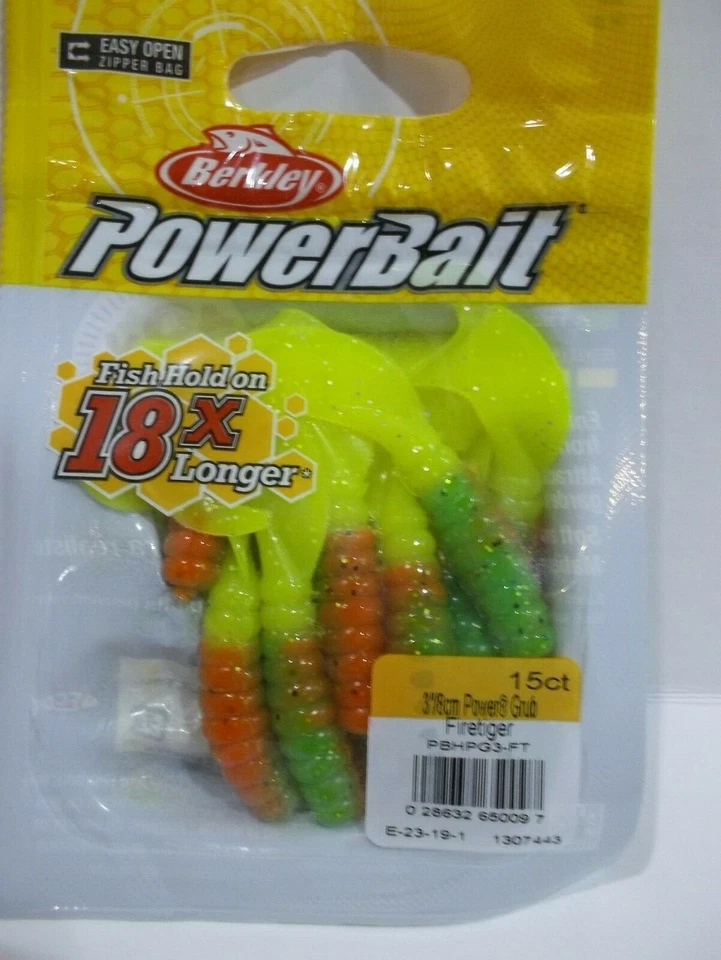 EASY OPEN
ZIPPER BAG
Berkley®
PowerBait
Fish Hold on
18x
Longer*
15ct
3"/8cm Power® Grub
Firetiger
PBHPG3-FT
0 28632 65009 7
E-23-19-1 1307443